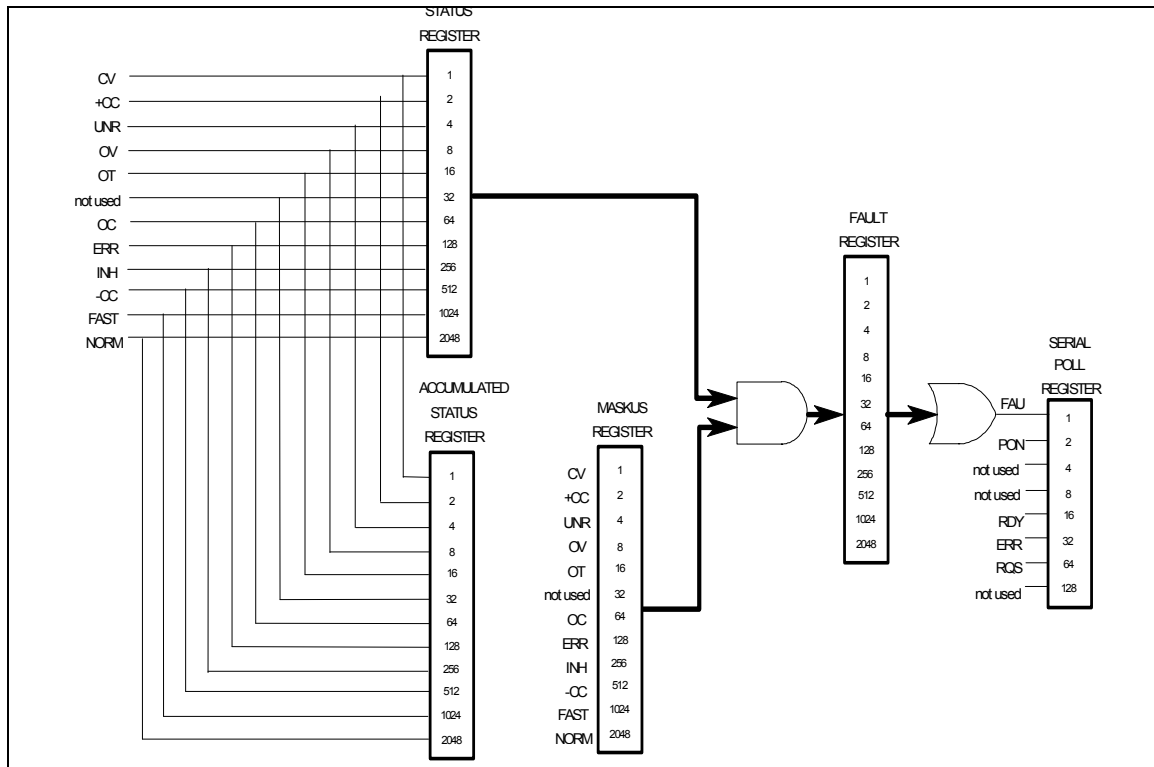 STATUS
REGISTER
CV
+CC
UNR
OV
OT
not used
OC
ERR
INH
-CC
FAST
NORM
1
2
4
8
16
32
64
128
256
512
1024
2048
ACCUMULATED
STATUS
REGISTER
1
2
4
8
16
32
64
128
256
512
1024
2048
MASKUS
REGISTER
CV
+CC
UNR
OV
OT
not used
OC
ERR
INH
-CC
FAST
NORM
1
2
4
8
16
32
64
128
256
512
1024
2048
FAULT
REGISTER
1
2
4
8
16
32
64
128
256
512
1024
2048
SERIAL
POLL
REGISTER
FAU
PON
not used
not used
RDY
ERR
RQS
not used
1
2
4
8
16
32
64
128